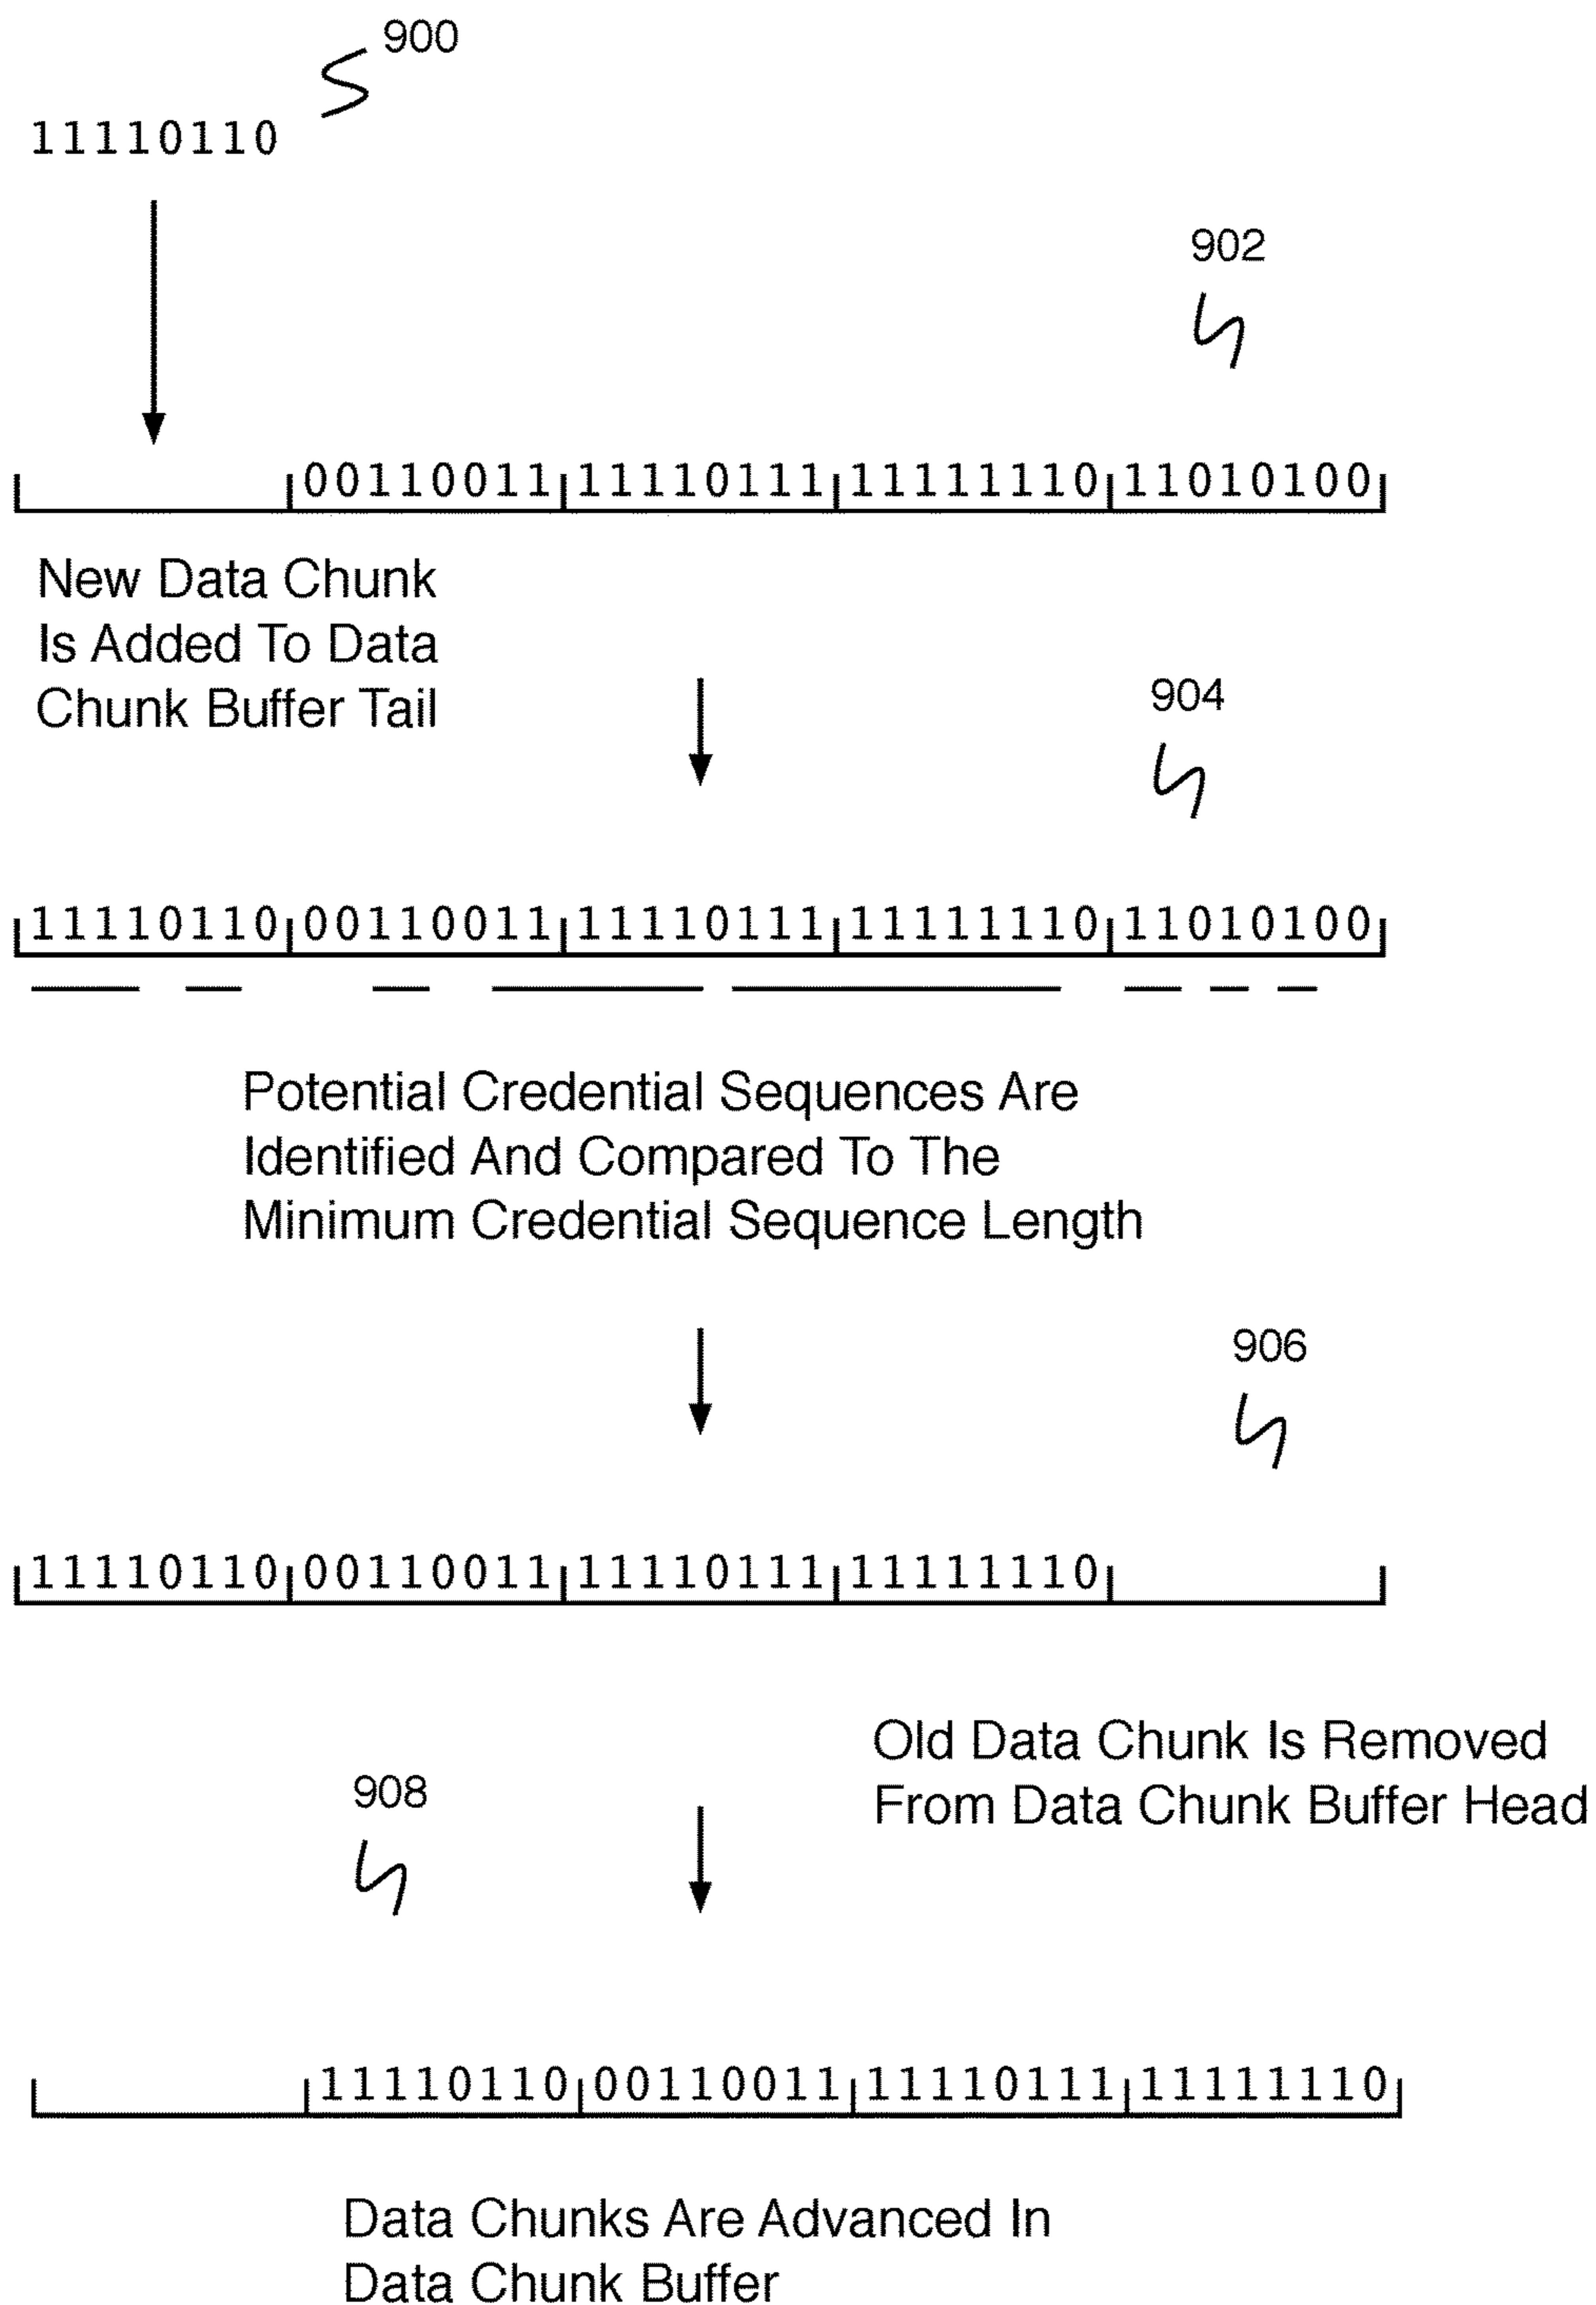 900
11110110
902
00110011 11110111 11111110 11010100
New Data Chunk
Is Added To Data
Chunk Buffer Tail
904
11110110 00110011 11110111 11111110 11010100
Potential Credential Sequences Are
Identified And Compared To The
Minimum Credential Sequence Length
906
11110110 00110011 11110111 11111110
Old Data Chunk Is Removed
From Data Chunk Buffer Head
908
11110110 00110011 11110111 11111110
Data Chunks Are Advanced In
Data Chunk Buffer